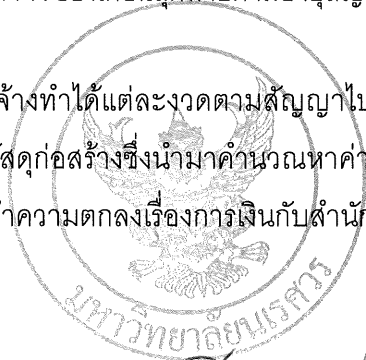 จ้างทำได้แต่ละงวดตามสัญญาไป
สดุก่อสร้างซึ่งนำมาคำนวณหาค่า
ำความตกลงเรื่องการเงินกับสำนัก
มหาวิทยาลัยนเรศวร